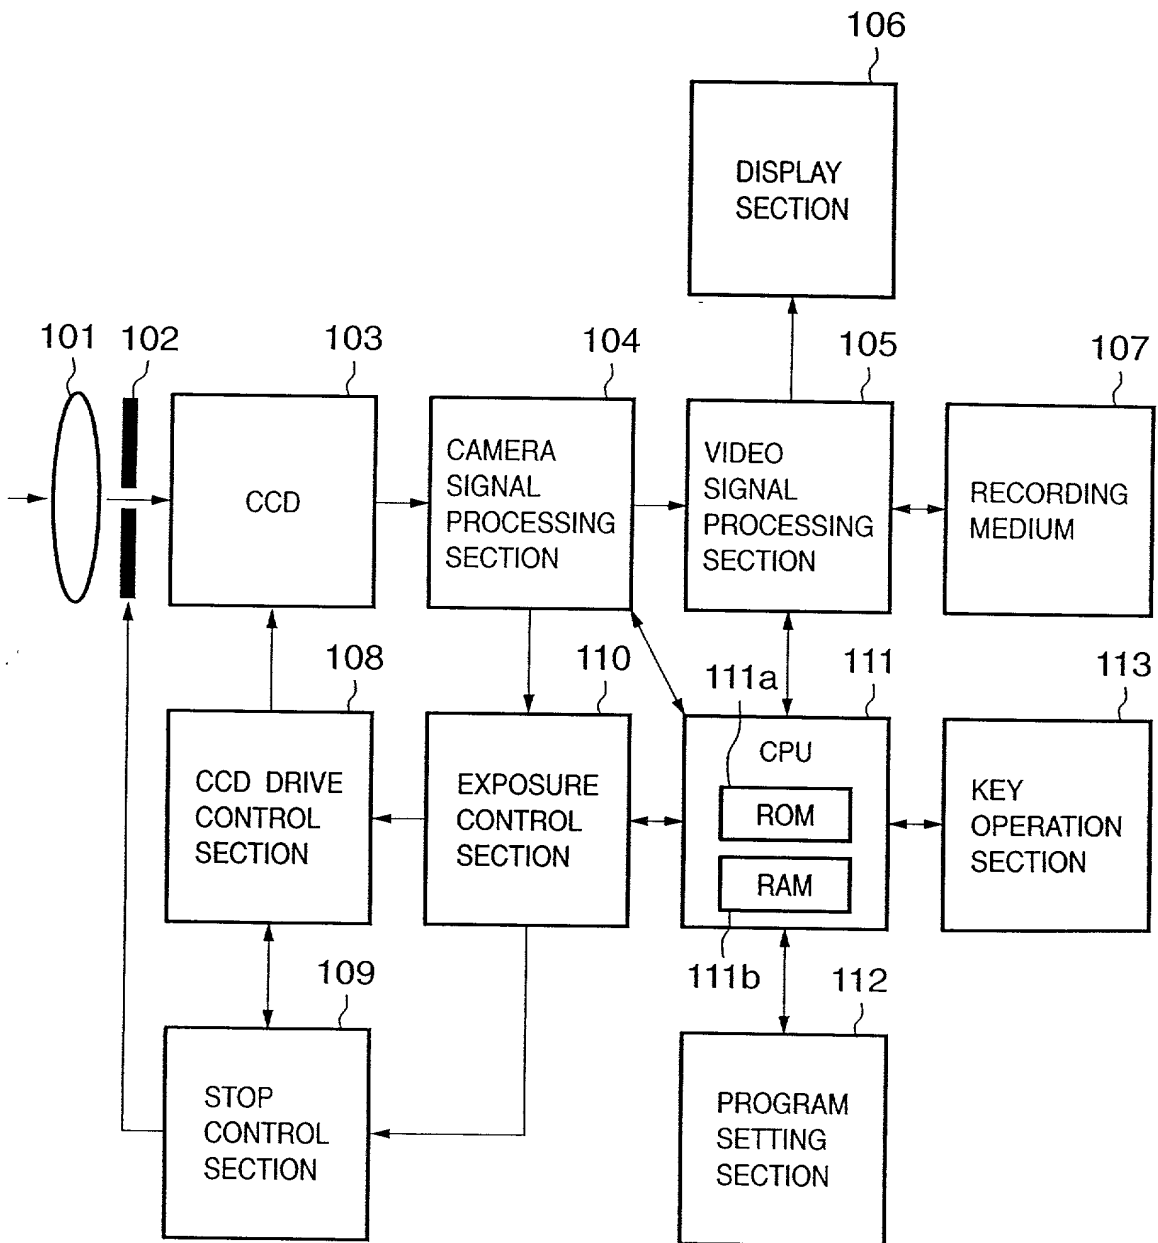 106
DISPLAY
SECTION
101
102
103
104
105
107
CCD
CAMERA
SIGNAL
PROCESSING
SECTION
VIDEO
SIGNAL
PROCESSING
SECTION
RECORDING
MEDIUM
108
110
111a
111
113
CCD DRIVE
CONTROL
SECTION
EXPOSURE
CONTROL
SECTION
CPU
ROM
RAM
KEY
OPERATION
SECTION
109
111b
112
STOP
CONTROL
SECTION
PROGRAM
SETTING
SECTION